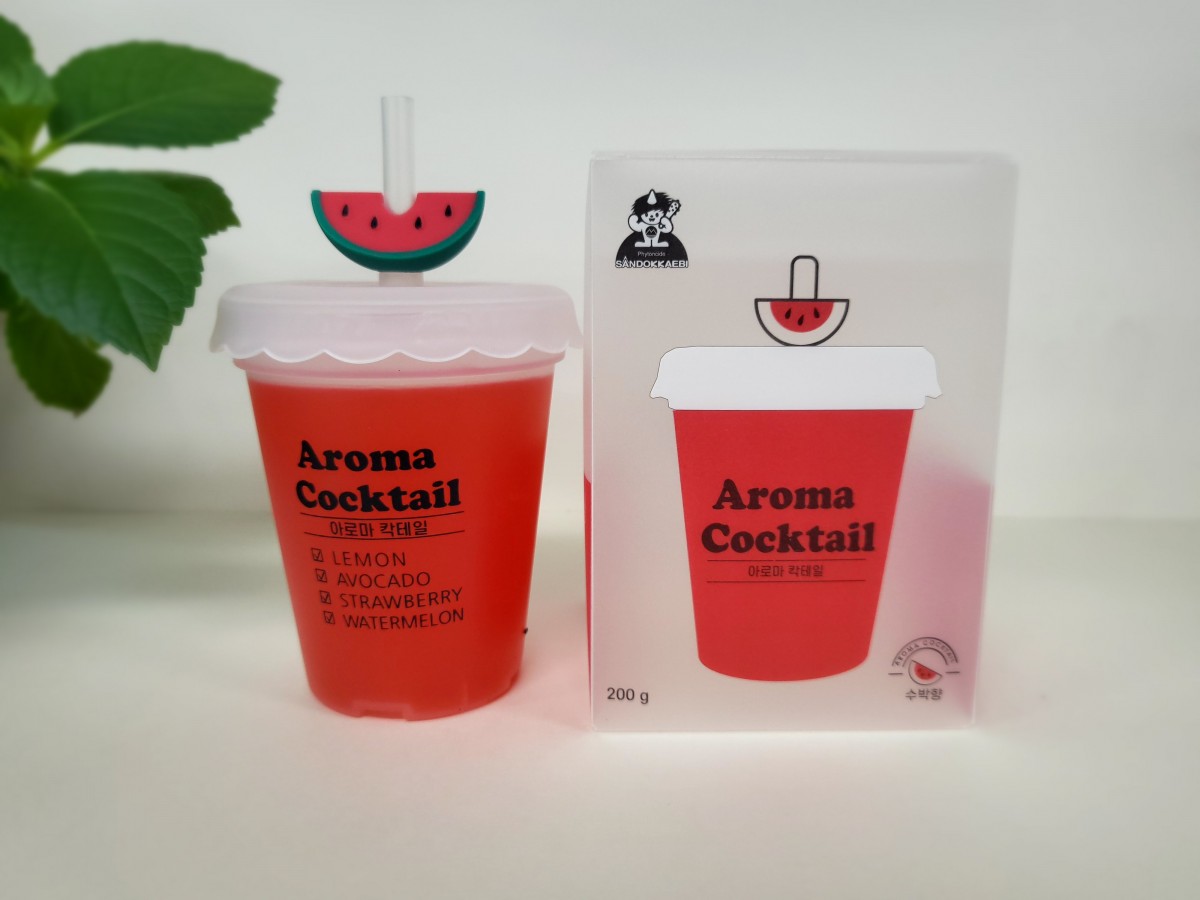 Aroma
Cocktail
아로마 칵테일
☑ LEMON
☑ AVOCADO
☑ STRAWBERRY
☑ WATERMELON
Phytoncide
SANDOKKAEBI
Aroma
Cocktail
아로마 칵테일
200 g
AROMA COCKTAIL
수박향